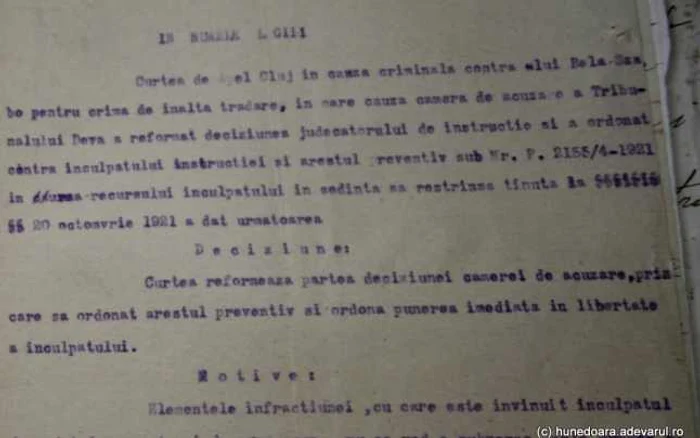 IN NUMELE LEGII
Curtea de Apel Cluj in cauza criminala contra alui Bela Sza,
bo pentru crima de inalta tradare, in care cauza camera de acuzare a Tribu-
nalului Deva a reformat deciziunea judecatorului de instructie si a ordonat
contra inculpatului instructiei si arestul preventiv sub Nr. P. 2155/4-1921
in urma recursului inculpatului in sedinta sa restrinsa tinuta la
§§ 20 octomvrie 1921 a dat urmatoarea
D e c i z i u n e :
Curtea reformeaza partea deciziunei camerei de acuzare, prin
care sa ordonat arestul preventiv si ordona punerea imediata in libertate
a inculpatului.
M o t i v e :
Elementele infractiunei ,cu care este invinuit inculpatul
(c) hunedoara.adevarul.ro